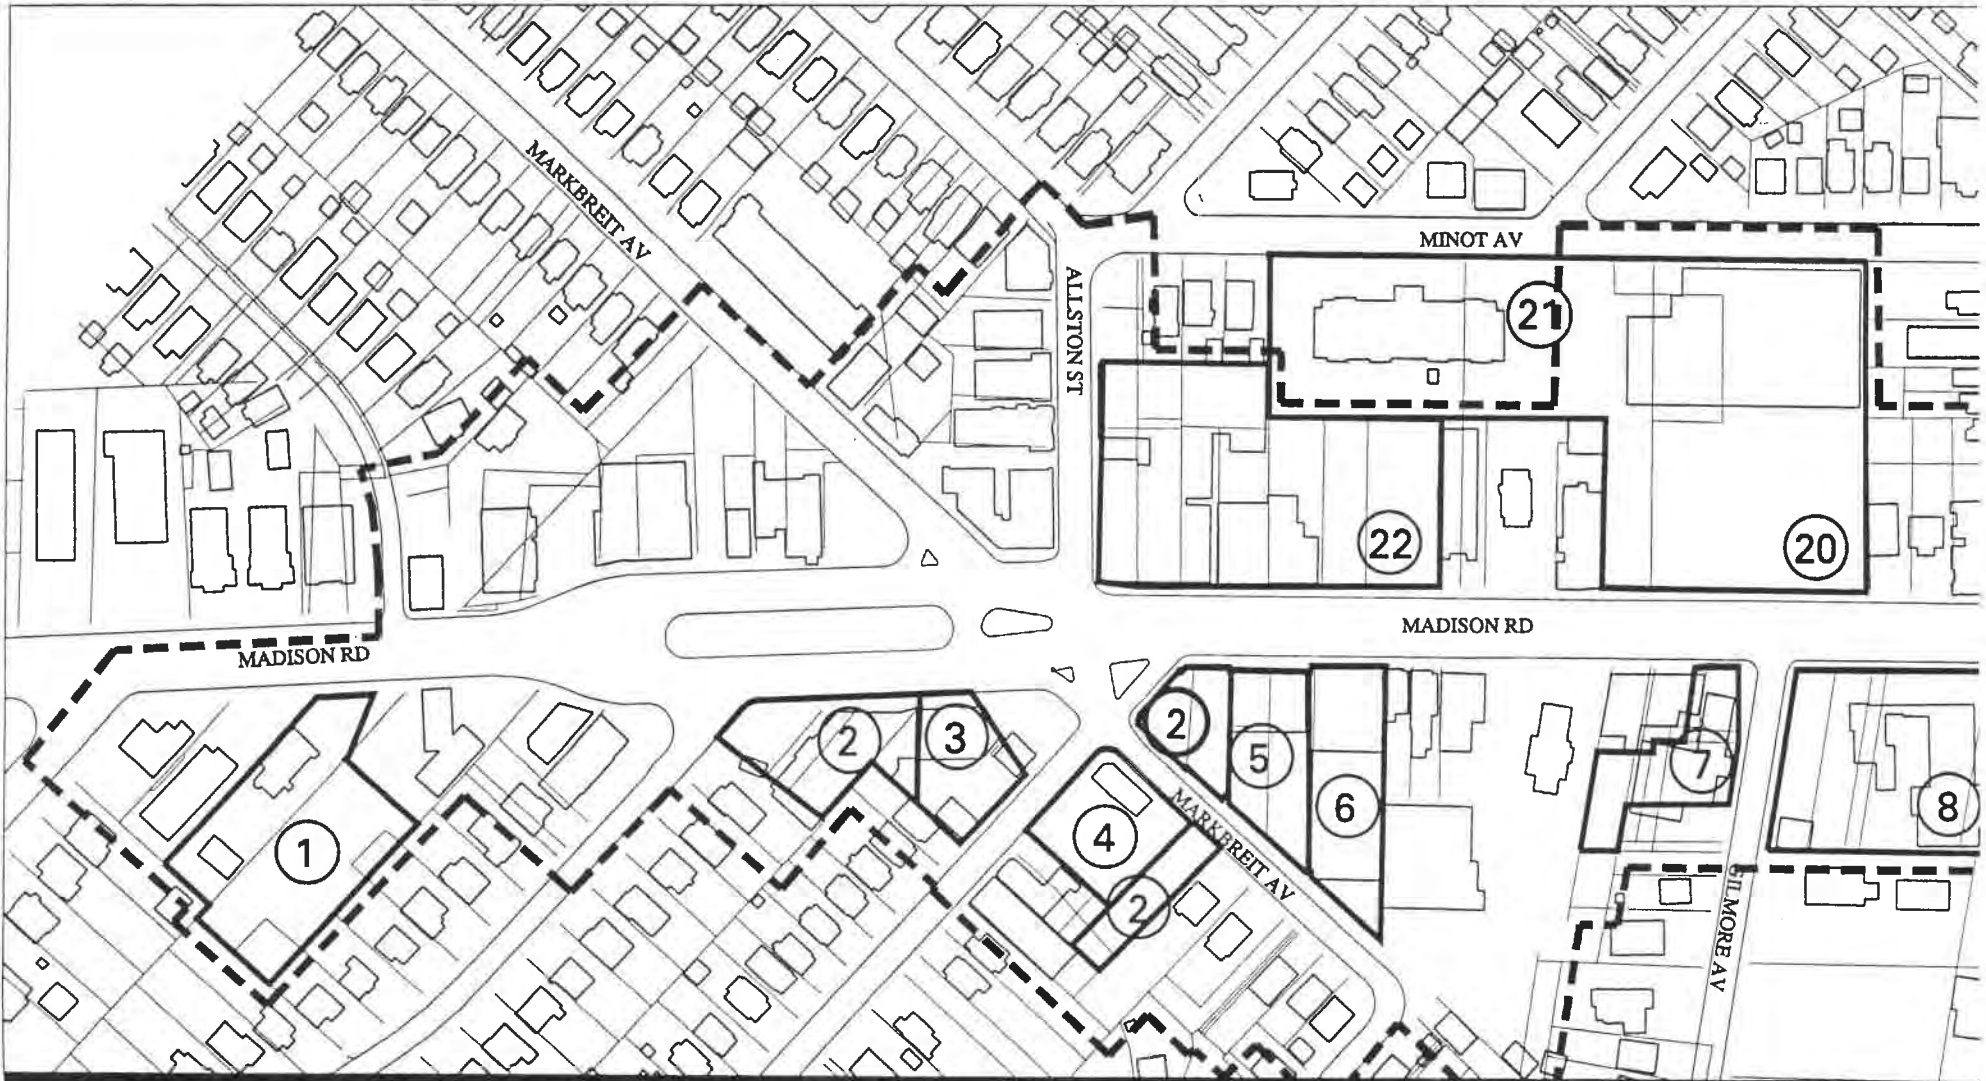 MARKBREIT AV
MINOT AV
ALLSTON ST
21
22
20
MADISON RD
MADISON RD
1
2
3
2
5
6
7
8
4
MARKBREIT AV
2
GILMORE AV